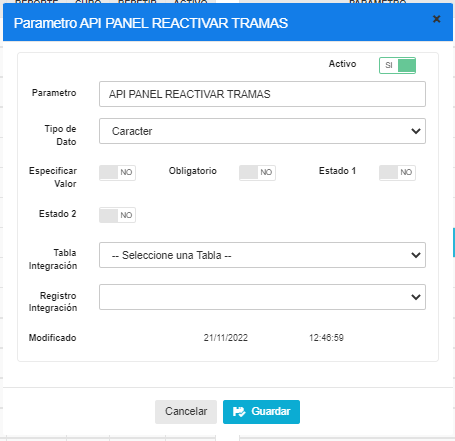 REPORTE CUBO REPETIR ACTIVO PARAMETRO
Parametro API PANEL REACTIVAR TRAMAS ×
Activo SI
Parametro API PANEL REACTIVAR TRAMAS
Tipo de Dato Caracter
Especificar Valor NO Obligatorio NO Estado 1 NO
Estado 2 NO
Tabla Integración -- Seleccione una Tabla --
Registro Integración
Modificado 21/11/2022 12:46:59
Cancelar Guardar